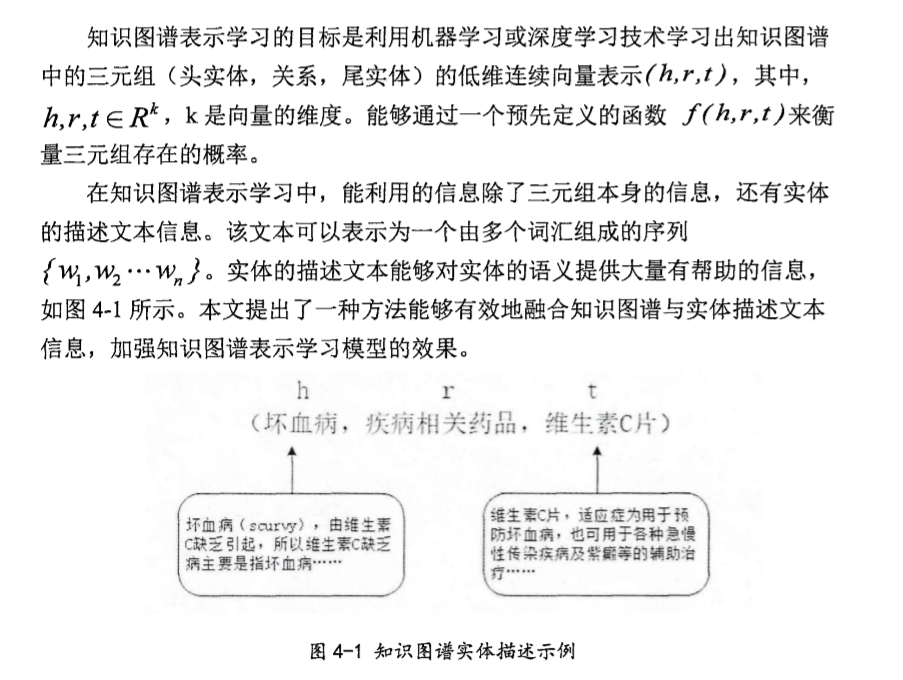 知识图谱表示学习的目标是利用机器学习或深度学习技术学习出知识图谱
中的三元组（头实体，关系，尾实体）的低维连续向量表示(h,r,t)，其中，
h,r,t∈R^k，k 是向量的维度。能够通过一个预先定义的函数 f(h,r,t)来衡
量三元组存在的概率。
在知识图谱表示学习中，能利用的信息除了三元组本身的信息，还有实体
的描述文本信息。该文本可以表示为一个由多个词汇组成的序列
{w₁,w₂⋯wₙ}。实体的描述文本能够对实体的语义提供大量有帮助的信息，
如图 4-1 所示。本文提出了一种方法能够有效地融合知识图谱与实体描述文本
信息，加强知识图谱表示学习模型的效果。
h r t
（坏血病，疾病相关药品，维生素C片）
坏血病（scurvy），由维生素
C缺乏引起，所以维生素C缺乏
病主要是指坏血病……
维生素C片，适应症为用于预
防坏血病，也可用于各种急慢
性传染疾病及紫癜等的辅助治
疗……
图 4-1 知识图谱实体描述示例